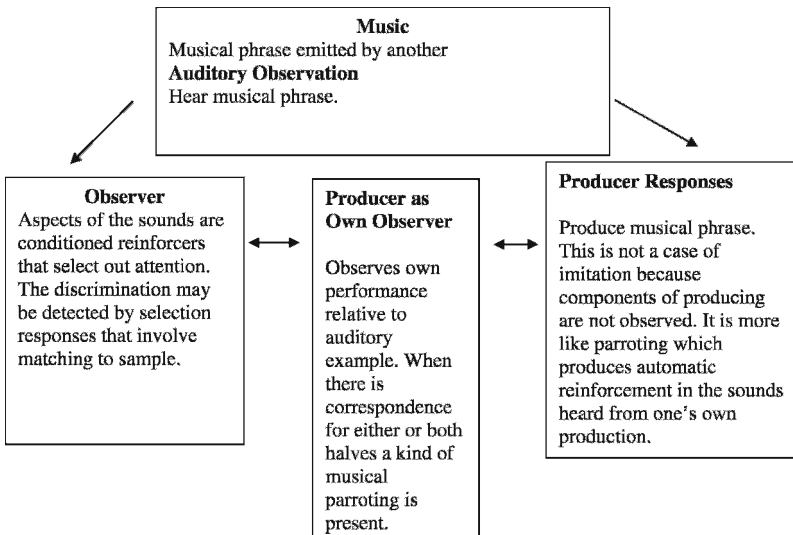 Music
Musical phrase emitted by another
Auditory Observation
Hear musical phrase.
Observer
Aspects of the sounds are
conditioned reinforcers
that select out attention.
The discrimination may
be detected by selection
responses that involve
matching to sample.
Producer as
Own Observer
Observes own
performance
relative to
auditory
example. When
there is
correspondence
for either or both
halves a kind of
musical
parroting is
present.
Producer Responses
Produce musical phrase.
This is not a case of
imitation because
components of producing
are not observed. It is more
like parroting which
produces automatic
reinforcement in the sounds
heard from one's own
production.